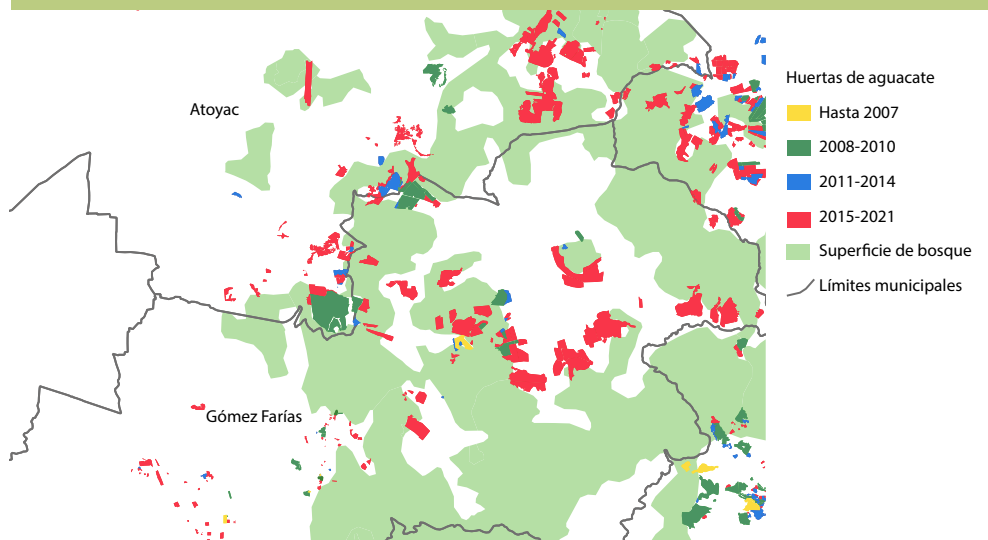 Atoyac
Gómez Farías
Huertas de aguacate
Hasta 2007
2008-2010
2011-2014
2015-2021
Superficie de bosque
Límites municipales